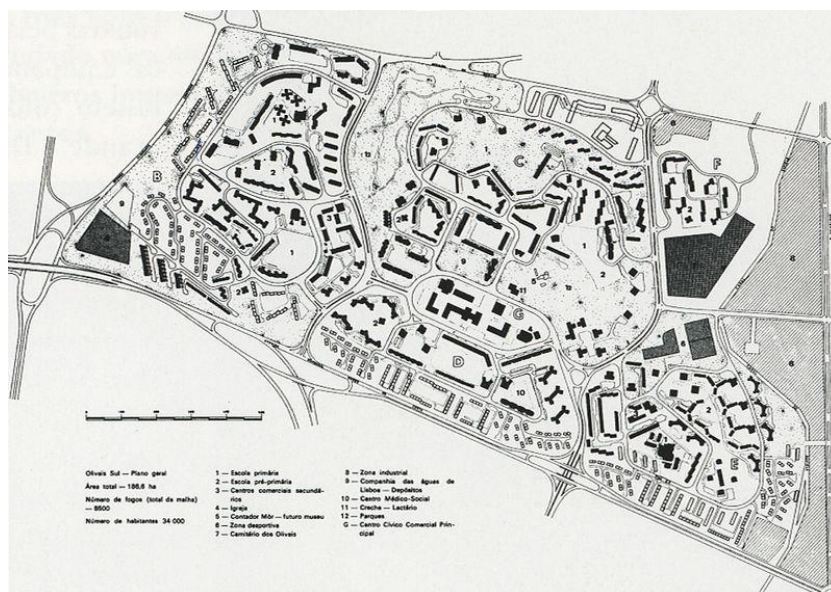 B
C
F
G
D
E
Olivais Sul — Plano geral
Área total — 186,6 ha
Número de fogos (total da malha)
— 8500
Número de habitantes 34 000
1 — Escola primária
2 — Escola pré-primária
3 — Centros comerciais secundá-
rios
4 — Igreja
5 — Contador Môr — futuro museu
6 — Zona desportiva
7 — Cemitério dos Olivais
8 — Zona industrial
9 — Companhia das águas de
Lisboa — Depósitos
10 — Centro Médico-Social
11 — Creche — Lactário
12 — Parques
G — Centro Cívico Comercial Prin-
cipal